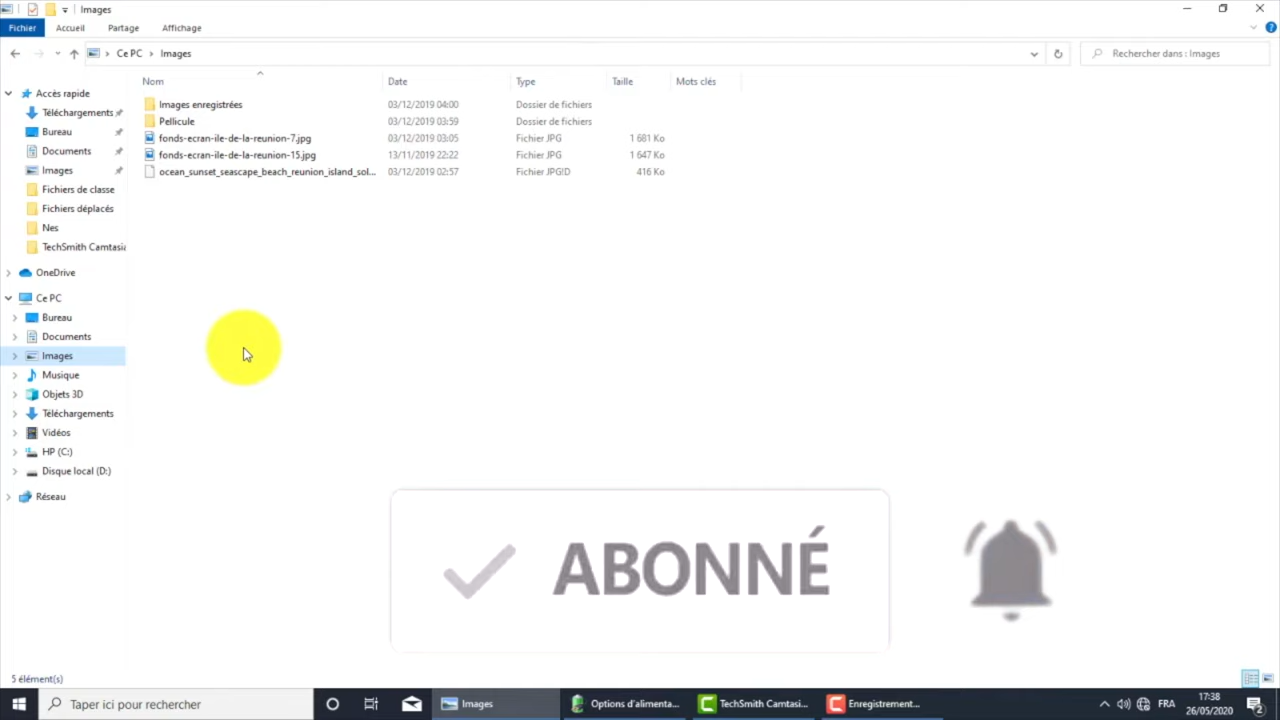 Images
Fichier Accueil Partage Affichage
Ce PC Images
Rechercher dans : Images
Nom Date Type Taille Mots clés
Images enregistrées 03/12/2019 04:00 Dossier de fichiers
Pellicule 03/12/2019 03:59 Dossier de fichiers
fonds-ecran-ile-de-la-reunion-7.jpg 03/12/2019 03:05 Fichier JPG 1 681 Ko
fonds-ecran-ile-de-la-reunion-15.jpg 13/11/2019 22:22 Fichier JPG 1 647 Ko
ocean_sunset_seascape_beach_reunion_island_sol... 03/12/2019 02:57 Fichier JPGID 416 Ko
Accès rapide
Téléchargements
Bureau
Documents
Images
Fichiers de classe
Fichiers déplacés
Nes
TechSmith Camtasia
OneDrive
Ce PC
Bureau
Documents
Images
Musique
Objets 3D
Téléchargements
Vidéos
HP (C:)
Disque local (D:)
Réseau
ABONNÉ
5 élément(s)
Taper ici pour rechercher
Images
Options d'alimenta...
TechSmith Camtasi...
Enregistrement...
FRA
17:38
26/05/2020
2